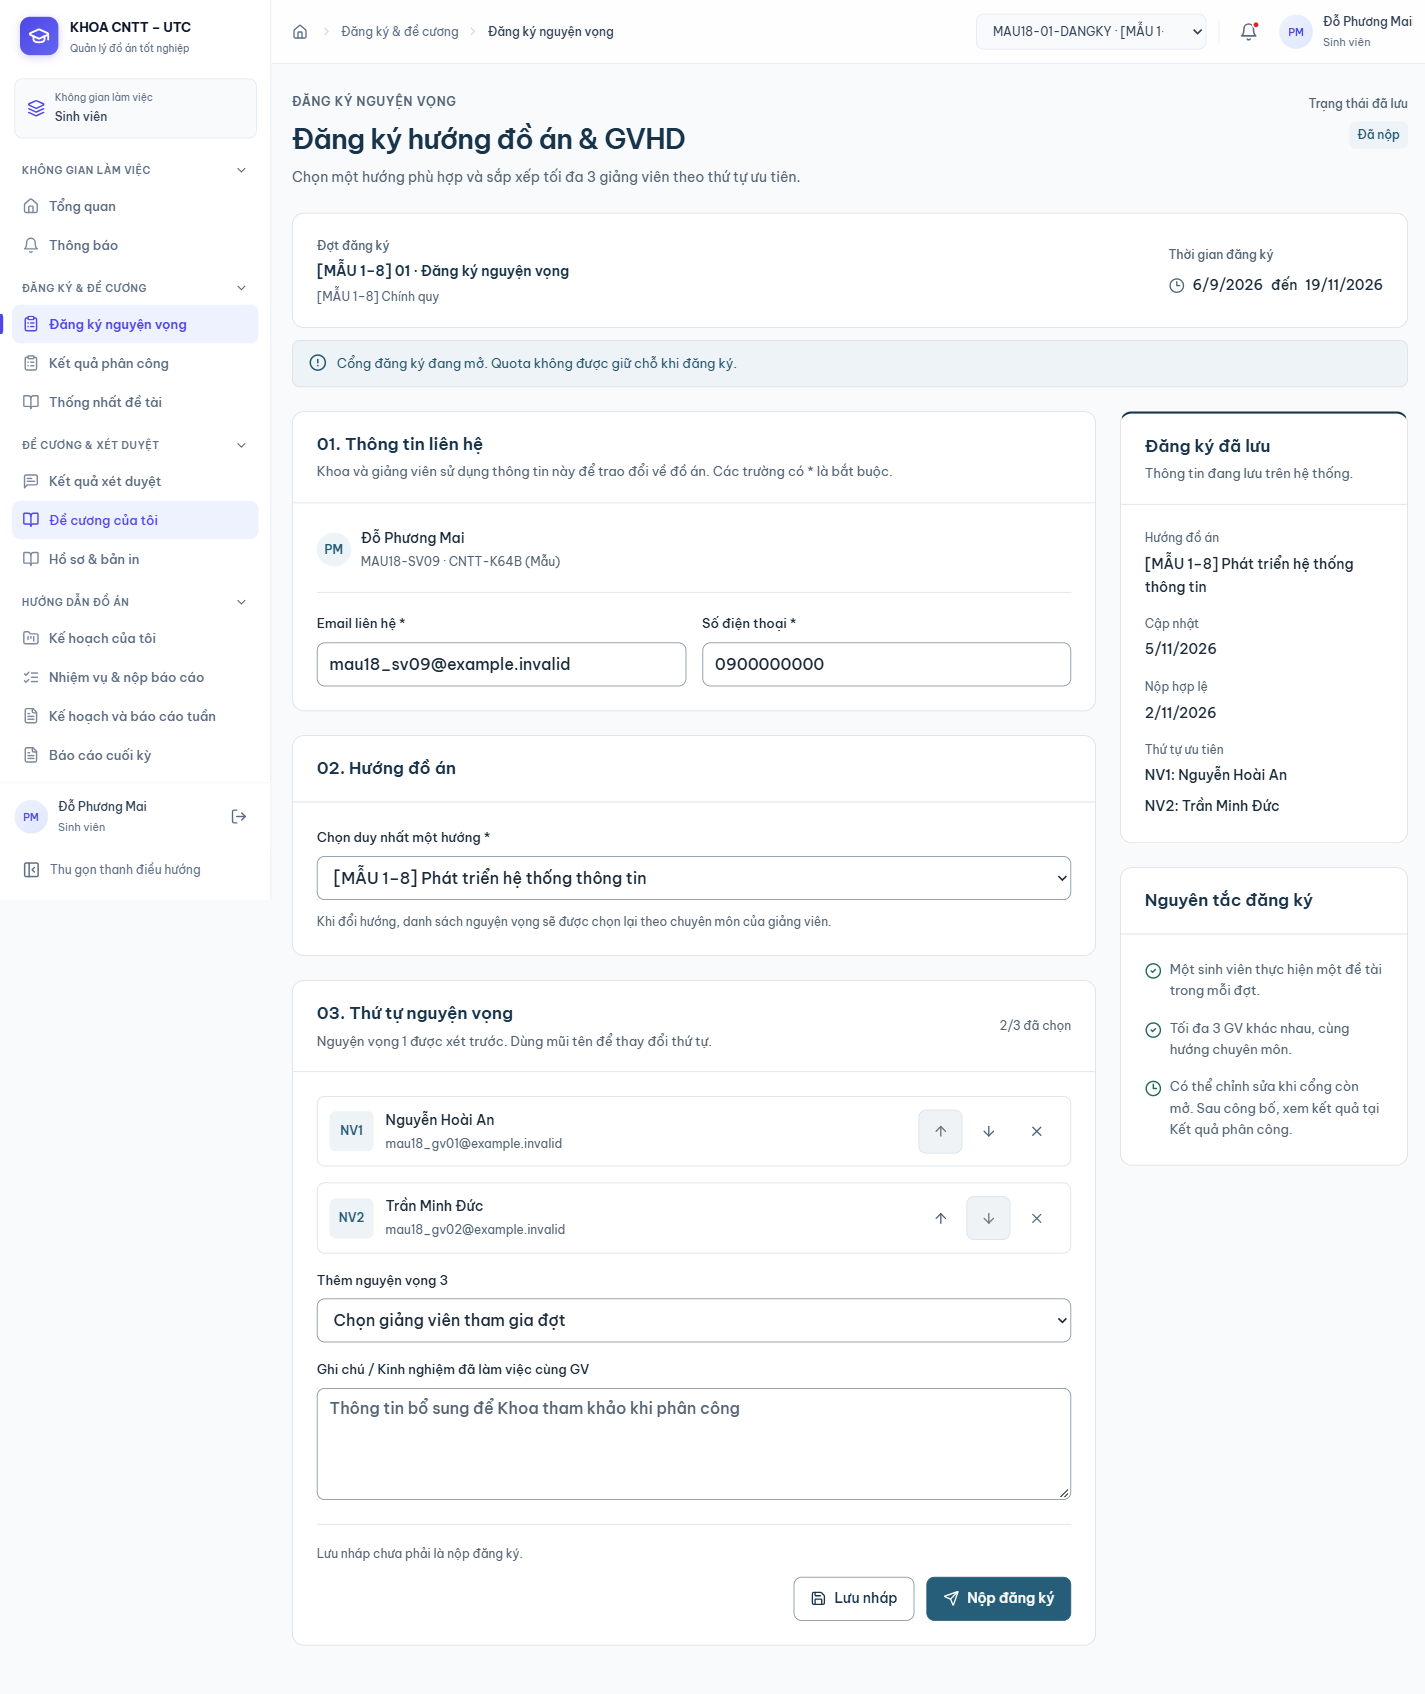 KHOA CNTT – UTC
Quản lý đồ án tốt nghiệp
Không gian làm việc
Sinh viên
KHÔNG GIAN LÀM VIỆC
Tổng quan
Thông báo
ĐĂNG KÝ & ĐỀ CƯƠNG
Đăng ký nguyện vọng
Kết quả phân công
Thống nhất đề tài
ĐỀ CƯƠNG & XÉT DUYỆT
Kết quả xét duyệt
Đề cương của tôi
Hồ sơ & bản in
HƯỚNG DẪN ĐỒ ÁN
Kế hoạch của tôi
Nhiệm vụ & nộp báo cáo
Kế hoạch và báo cáo tuần
Báo cáo cuối kỳ
PM
Đỗ Phương Mai
Sinh viên
Thu gọn thanh điều hướng
Đăng ký & đề cương
Đăng ký nguyện vọng
MAU18-01-DANGKY · [MẪU 1-
PM
Đỗ Phương Mai
Sinh viên
ĐĂNG KÝ NGUYỆN VỌNG
Đăng ký hướng đồ án & GVHD
Chọn một hướng phù hợp và sắp xếp tối đa 3 giảng viên theo thứ tự ưu tiên.
Trạng thái đã lưu
Đã nộp
Đợt đăng ký
[MẪU 1-8] 01 · Đăng ký nguyện vọng
[MẪU 1-8] Chính quy
Thời gian đăng ký
6/9/2026 đến 19/11/2026
Cổng đăng ký đang mở. Quota không được giữ chỗ khi đăng ký.
01. Thông tin liên hệ
Khoa và giảng viên sử dụng thông tin này để trao đổi về đồ án. Các trường có * là bắt buộc.
PM
Đỗ Phương Mai
MAU18-SV09 · CNTT-K64B (Mẫu)
Email liên hệ *
mau18_sv09@example.invalid
Số điện thoại *
0900000000
02. Hướng đồ án
Chọn duy nhất một hướng *
[MẪU 1-8] Phát triển hệ thống thông tin
Khi đổi hướng, danh sách nguyện vọng sẽ được chọn lại theo chuyên môn của giảng viên.
03. Thứ tự nguyện vọng
Nguyện vọng 1 được xét trước. Dùng mũi tên để thay đổi thứ tự.
2/3 đã chọn
NV1
Nguyễn Hoài An
mau18_gv01@example.invalid
NV2
Trần Minh Đức
mau18_gv02@example.invalid
Thêm nguyện vọng 3
Chọn giảng viên tham gia đợt
Ghi chú / Kinh nghiệm đã làm việc cùng GV
Thông tin bổ sung để Khoa tham khảo khi phân công
Lưu nháp chưa phải là nộp đăng ký.
Lưu nháp
Nộp đăng ký
Đăng ký đã lưu
Thông tin đang lưu trên hệ thống.
Hướng đồ án
[MẪU 1-8] Phát triển hệ thống
thông tin
Cập nhật
5/11/2026
Nộp hợp lệ
2/11/2026
Thứ tự ưu tiên
NV1: Nguyễn Hoài An
NV2: Trần Minh Đức
Nguyên tắc đăng ký
Một sinh viên thực hiện một đề tài
trong mỗi đợt.
Tối đa 3 GV khác nhau, cùng
hướng chuyên môn.
Có thể chỉnh sửa khi cổng còn
mở. Sau công bố, xem kết quả tại
Kết quả phân công.